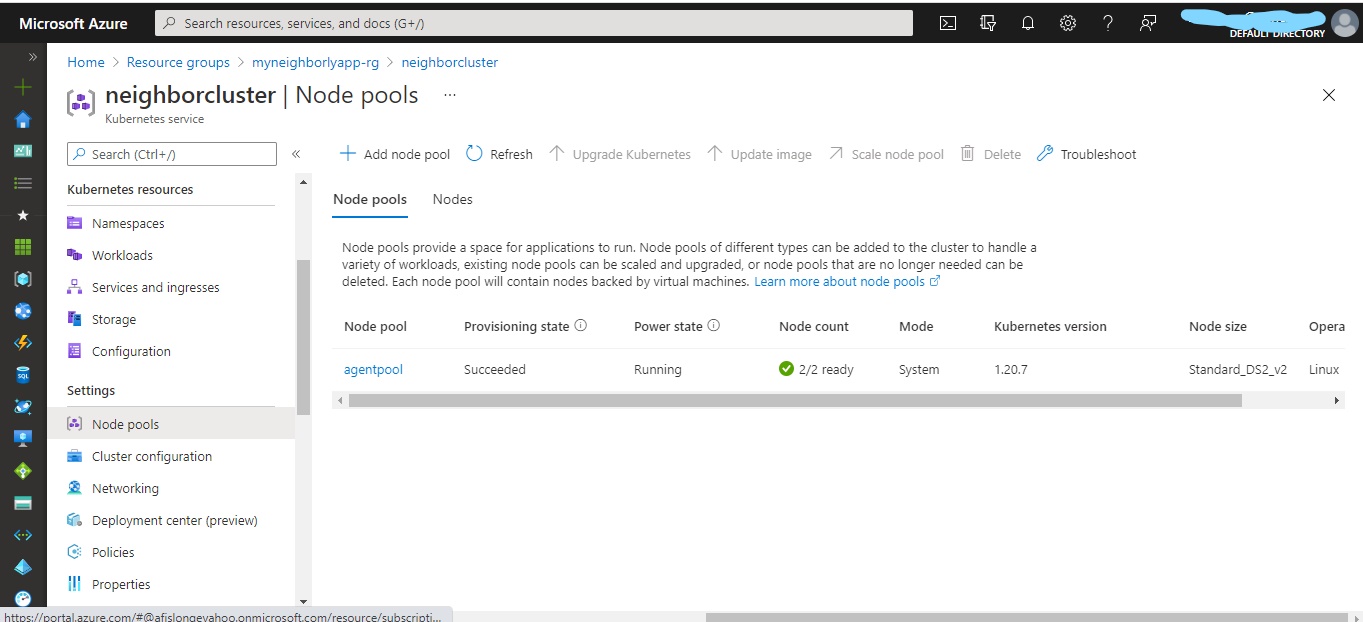 Microsoft Azure
Search resources, services, and docs (G+/)
DEFAULT DIRECTORY
Home > Resource groups > myneighborlyapp-rg > neighborcluster
neighborcluster | Node pools ...
Kubernetes service
Search (Ctrl+/)
Kubernetes resources
Namespaces
Workloads
Services and ingresses
Storage
Configuration
Settings
Node pools
Cluster configuration
Networking
Deployment center (preview)
Policies
Properties
Add node pool Refresh Upgrade Kubernetes Update image Scale node pool Delete Troubleshoot
Node pools Nodes
Node pools provide a space for applications to run. Node pools of different types can be added to the cluster to handle a
variety of workloads, existing node pools can be scaled and upgraded, or node pools that are no longer needed can be
deleted. Each node pool will contain nodes backed by virtual machines. Learn more about node pools
Node pool Provisioning state Power state Node count Mode Kubernetes version Node size Opera
agentpool Succeeded Running 2/2 ready System 1.20.7 Standard_DS2_v2 Linux
https://portal.azure.com/#@afislongeyahoo.onmicrosoft.com/resource/subscripti...